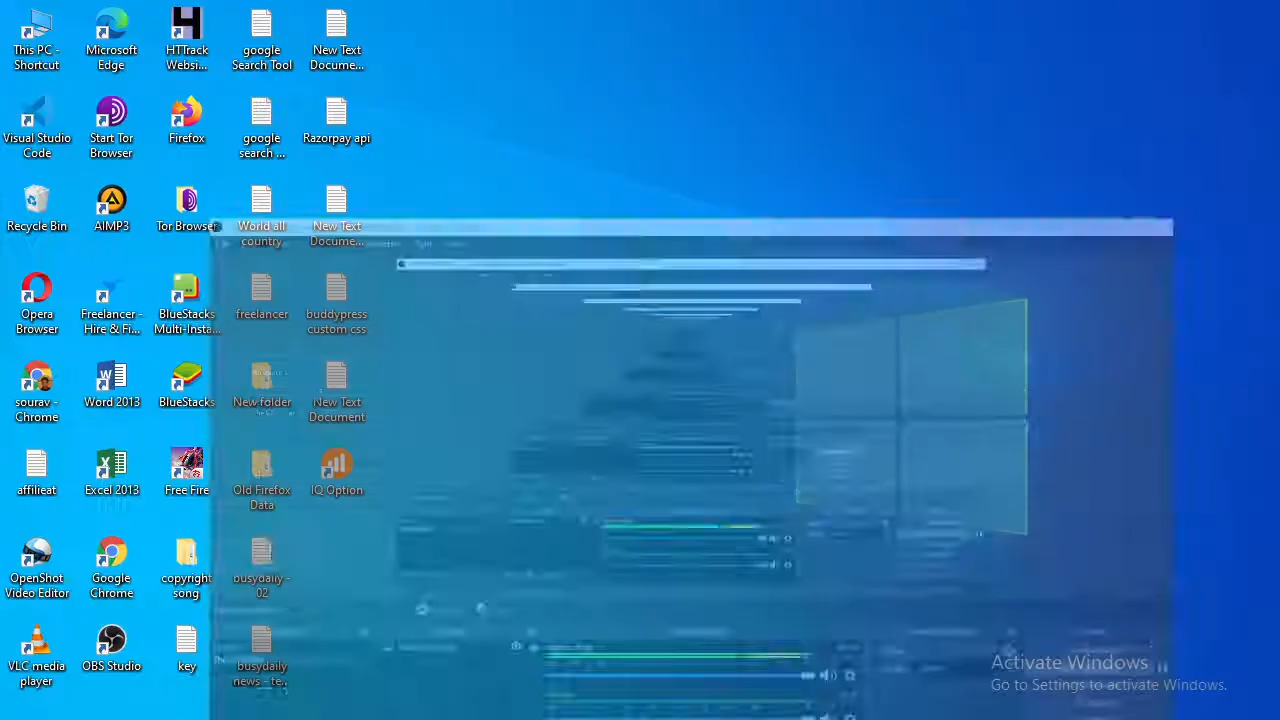 This PC -
Shortcut
Microsoft
Edge
HTTrack
Websi...
google
Search Tool
New Text
Docume...
Visual Studio
Code
Start Tor
Browser
Firefox
google
search ...
Razorpay api
Recycle Bin
AIMP3
Tor Browser
World all
country
New Text
Docume...
Opera
Browser
Freelancer -
Hire & Fi...
BlueStacks
Multi-Insta...
freelancer
buddypress
custom css
sourav -
Chrome
Word 2013
BlueStacks
New folder
New Text
Document
affilieat
Excel 2013
Free Fire
Old Firefox
Data
IQ Option
OpenShot
Video Editor
Google
Chrome
copyright
song
busydaily -
02
VLC media
player
OBS Studio
key
busydaily
news - te...
Activate Windows
Go to Settings to activate Windows.